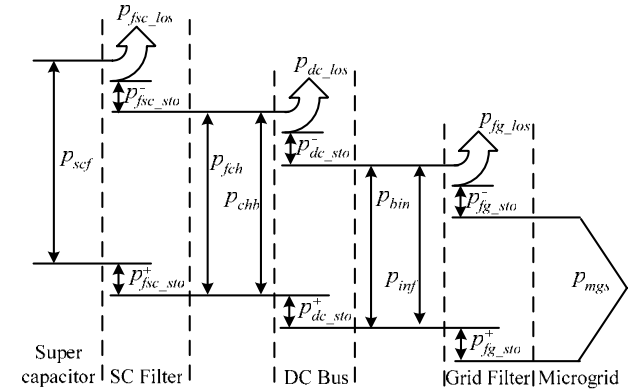 p_fsc_los
p_dc_los
p⁻_fsc_sto
p_fg_los
p⁻_dc_sto
p_scf
p_fch
p_chb
p_bin
p⁻_fg_sto
p⁺_fsc_sto
p_inf
p_mgs
p⁺_dc_sto
p⁺_fg_sto
Super
capacitor
SC Filter
DC Bus
Grid Filter
Microgrid